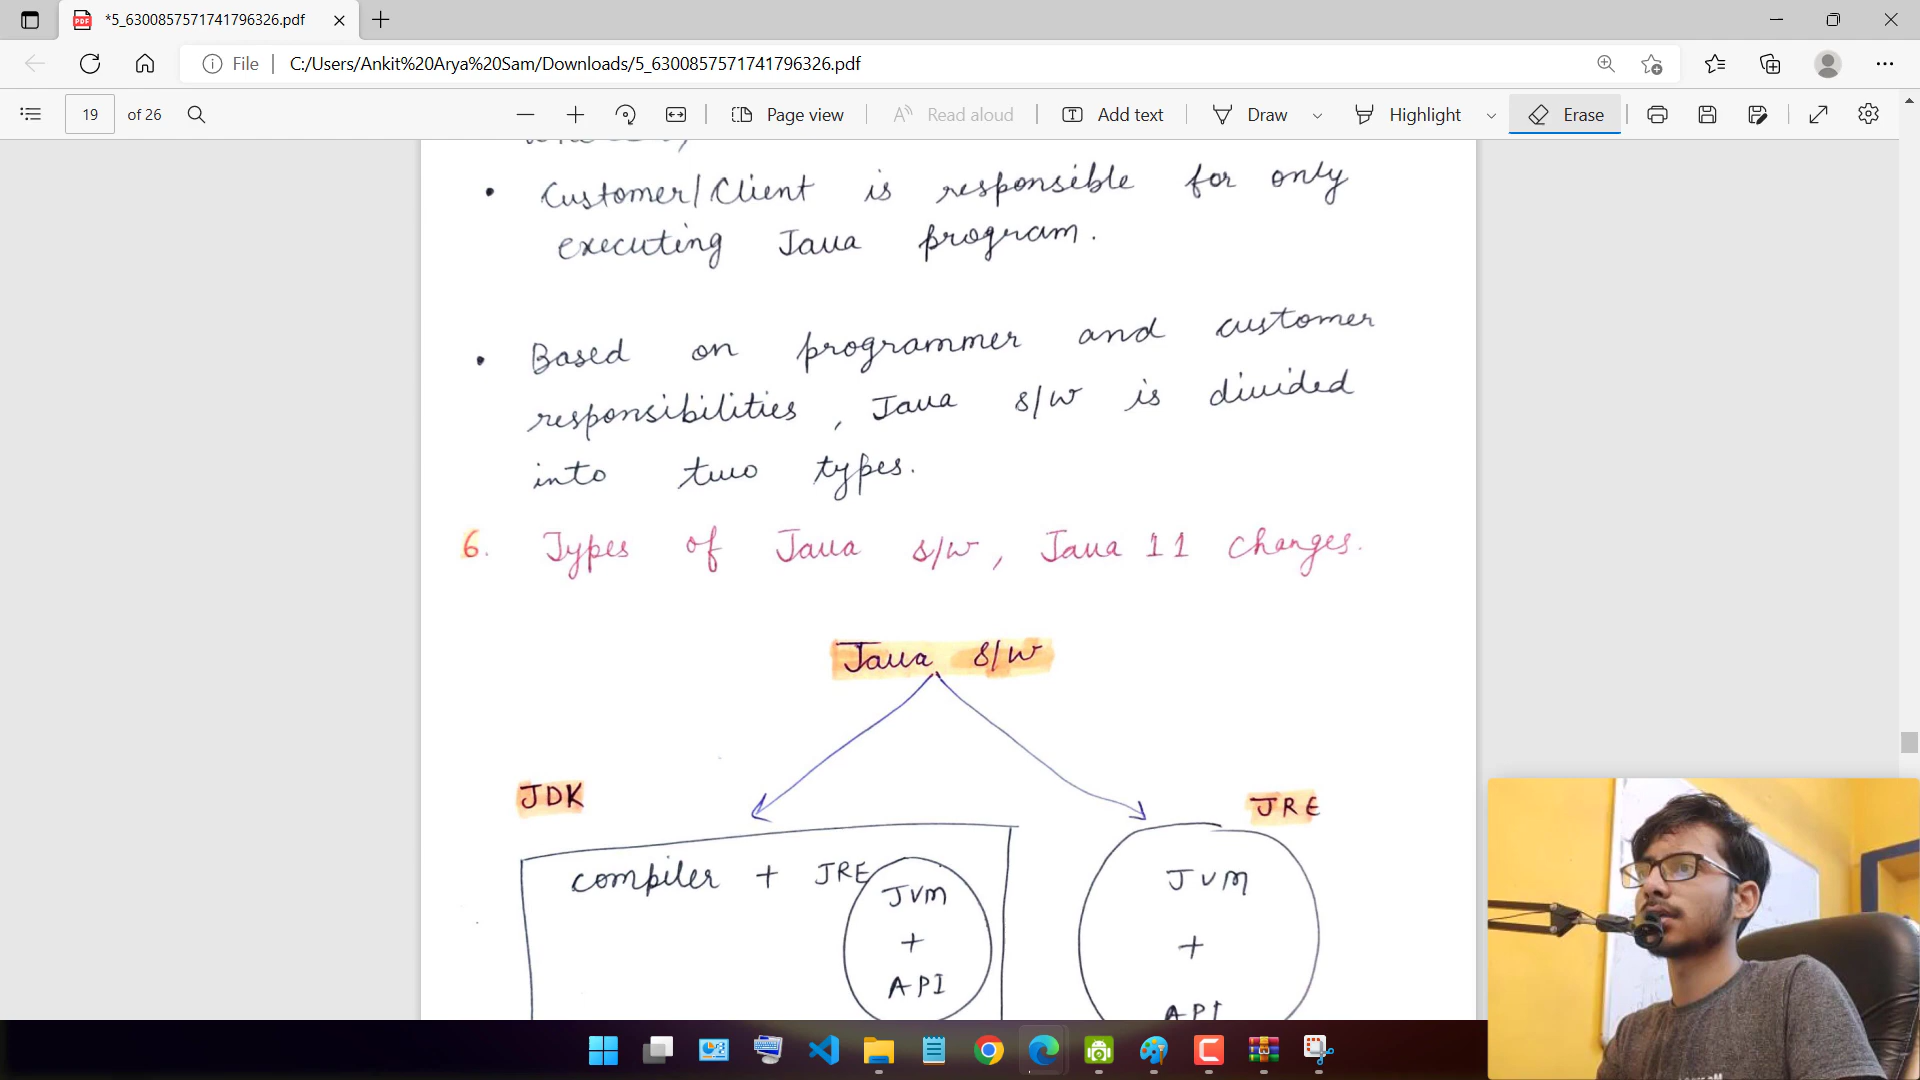 *5_6300857571741796326.pdf
File
C:/Users/Ankit%20Arya%20Sam/Downloads/5_6300857571741796326.pdf
19 of 26
Page view
Read aloud
Add text
Draw
Highlight
Erase
• Customer/Client is responsible for only
executing Java program.
• Based on programmer and customer
responsibilities, Java s/w is divided
into two types.
6. Types of Java s/w, Java 11 changes.
Java s/w
JDK
JRE
compiler + JRE
JVM
+
API
JVM
+
API